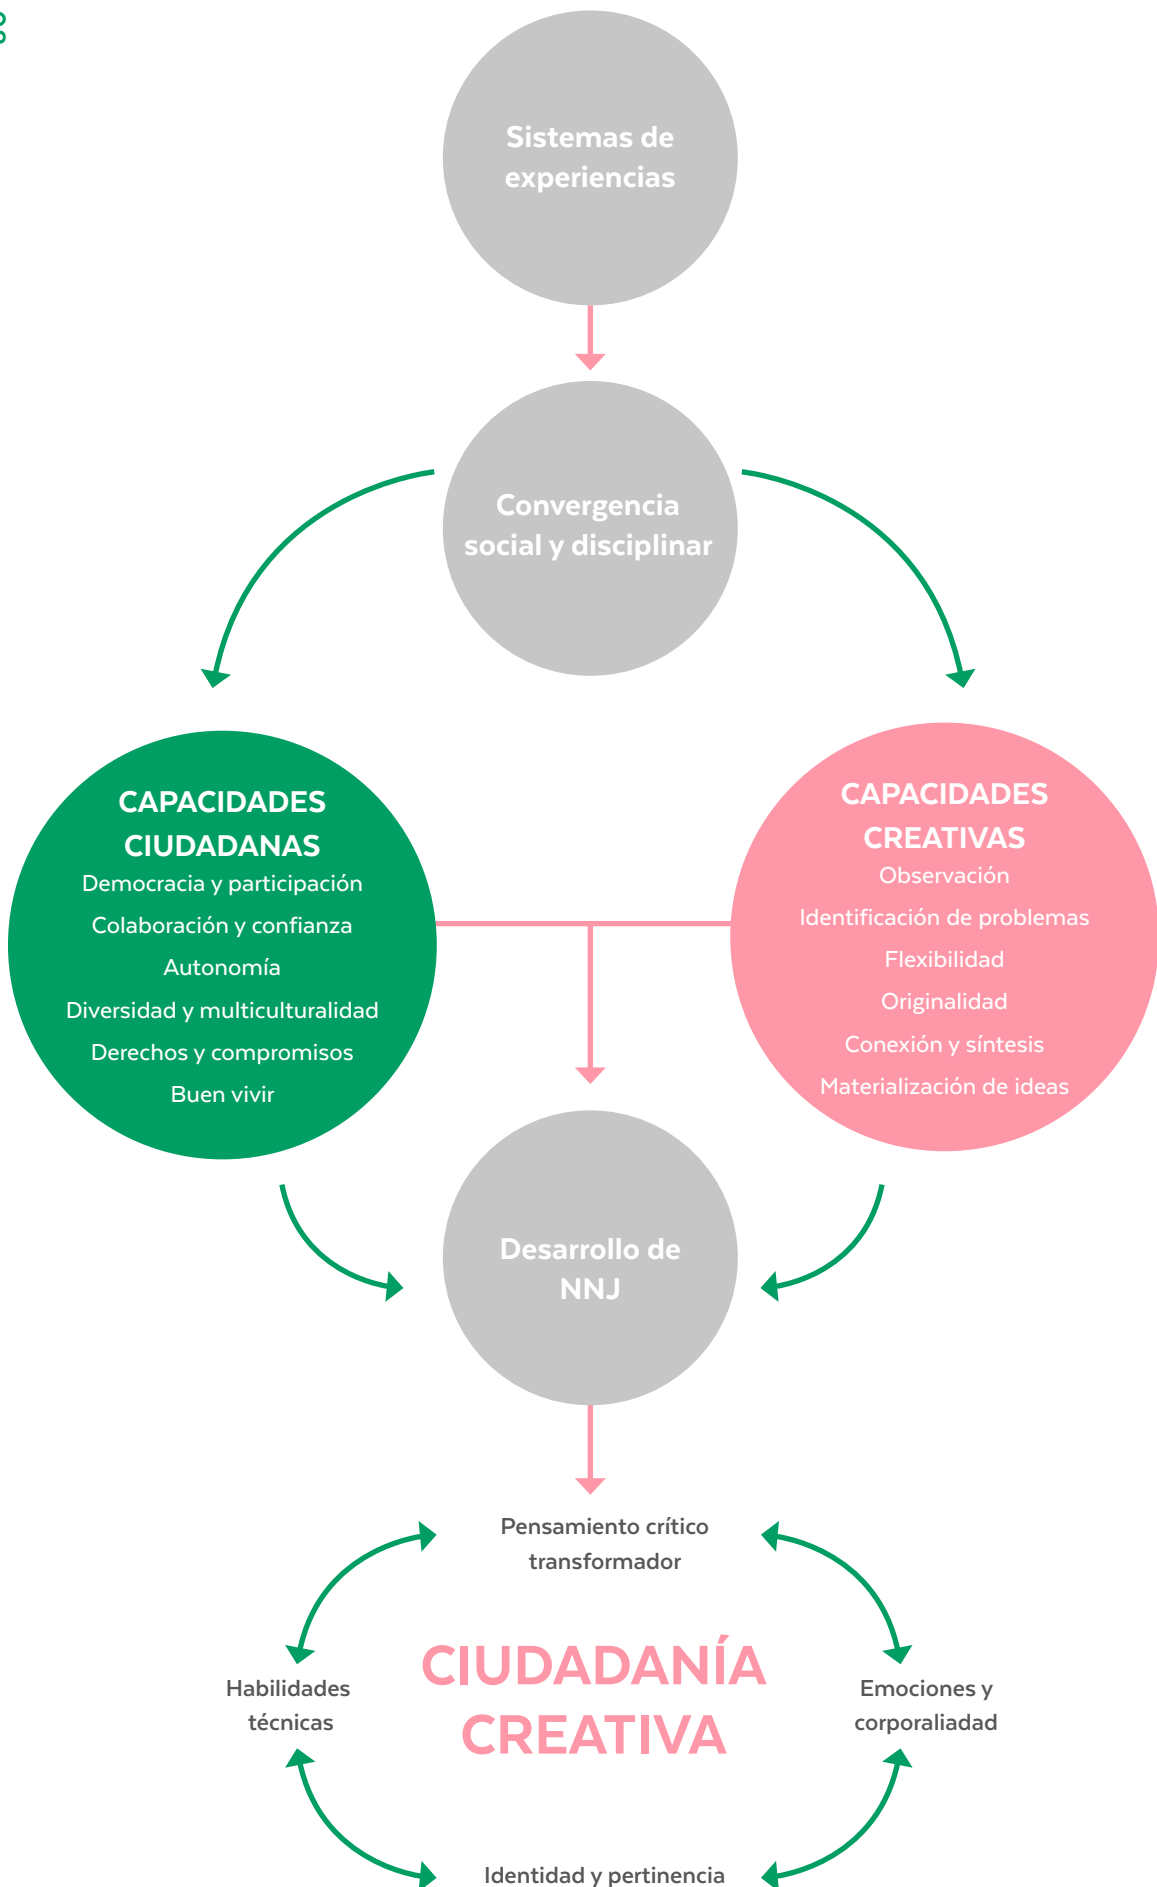 Sistemas de
experiencias
Convergencia
social y disciplinar
CAPACIDADES
CIUDADANAS
Democracia y participación
Colaboración y confianza
Autonomía
Diversidad y multiculturalidad
Derechos y compromisos
Buen vivir
CAPACIDADES
CREATIVAS
Observación
Identificación de problemas
Flexibilidad
Originalidad
Conexión y síntesis
Materialización de ideas
Desarrollo de
NNJ
Pensamiento crítico
transformador
CIUDADANÍA
CREATIVA
Habilidades
técnicas
Emociones y
corporaliadad
Identidad y pertinencia